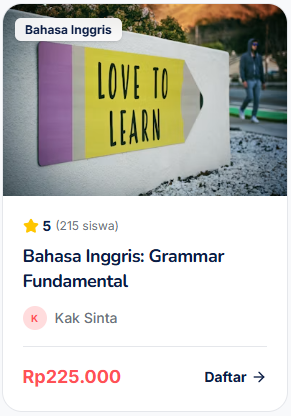 Bahasa Inggris
LOVE TO
LEARN
5 (215 siswa)
Bahasa Inggris: Grammar
Fundamental
K Kak Sinta
Rp225.000 Daftar →